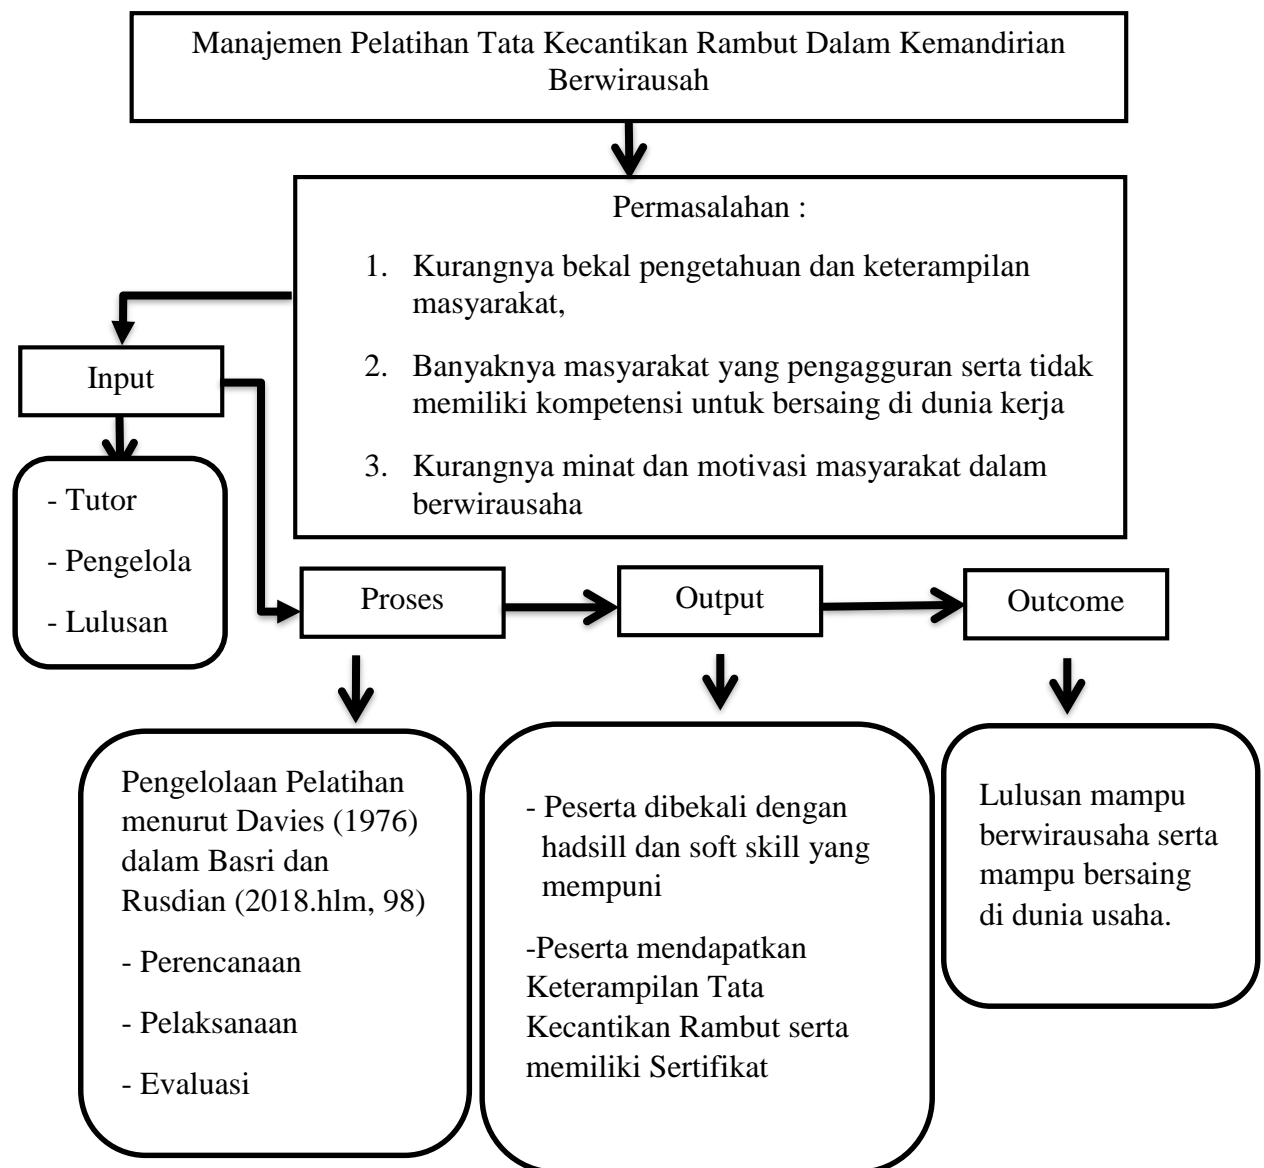 Manajemen Pelatihan Tata Kecantikan Rambut Dalam Kemandirian
Berwirausah
Permasalahan :
1. Kurangnya bekal pengetahuan dan keterampilan
masyarakat,
2. Banyaknya masyarakat yang pengagguran serta tidak
memiliki kompetensi untuk bersaing di dunia kerja
3. Kurangnya minat dan motivasi masyarakat dalam
berwirausaha
Input
- Tutor
- Pengelola
- Lulusan
Proses
Output
Outcome
Pengelolaan Pelatihan
menurut Davies (1976)
dalam Basri dan
Rusdian (2018.hlm, 98)
- Perencanaan
- Pelaksanaan
- Evaluasi
- Peserta dibekali dengan
hadsill dan soft skill yang
mempuni
-Peserta mendapatkan
Keterampilan Tata
Kecantikan Rambut serta
memiliki Sertifikat
Lulusan mampu
berwirausaha serta
mampu bersaing
di dunia usaha.